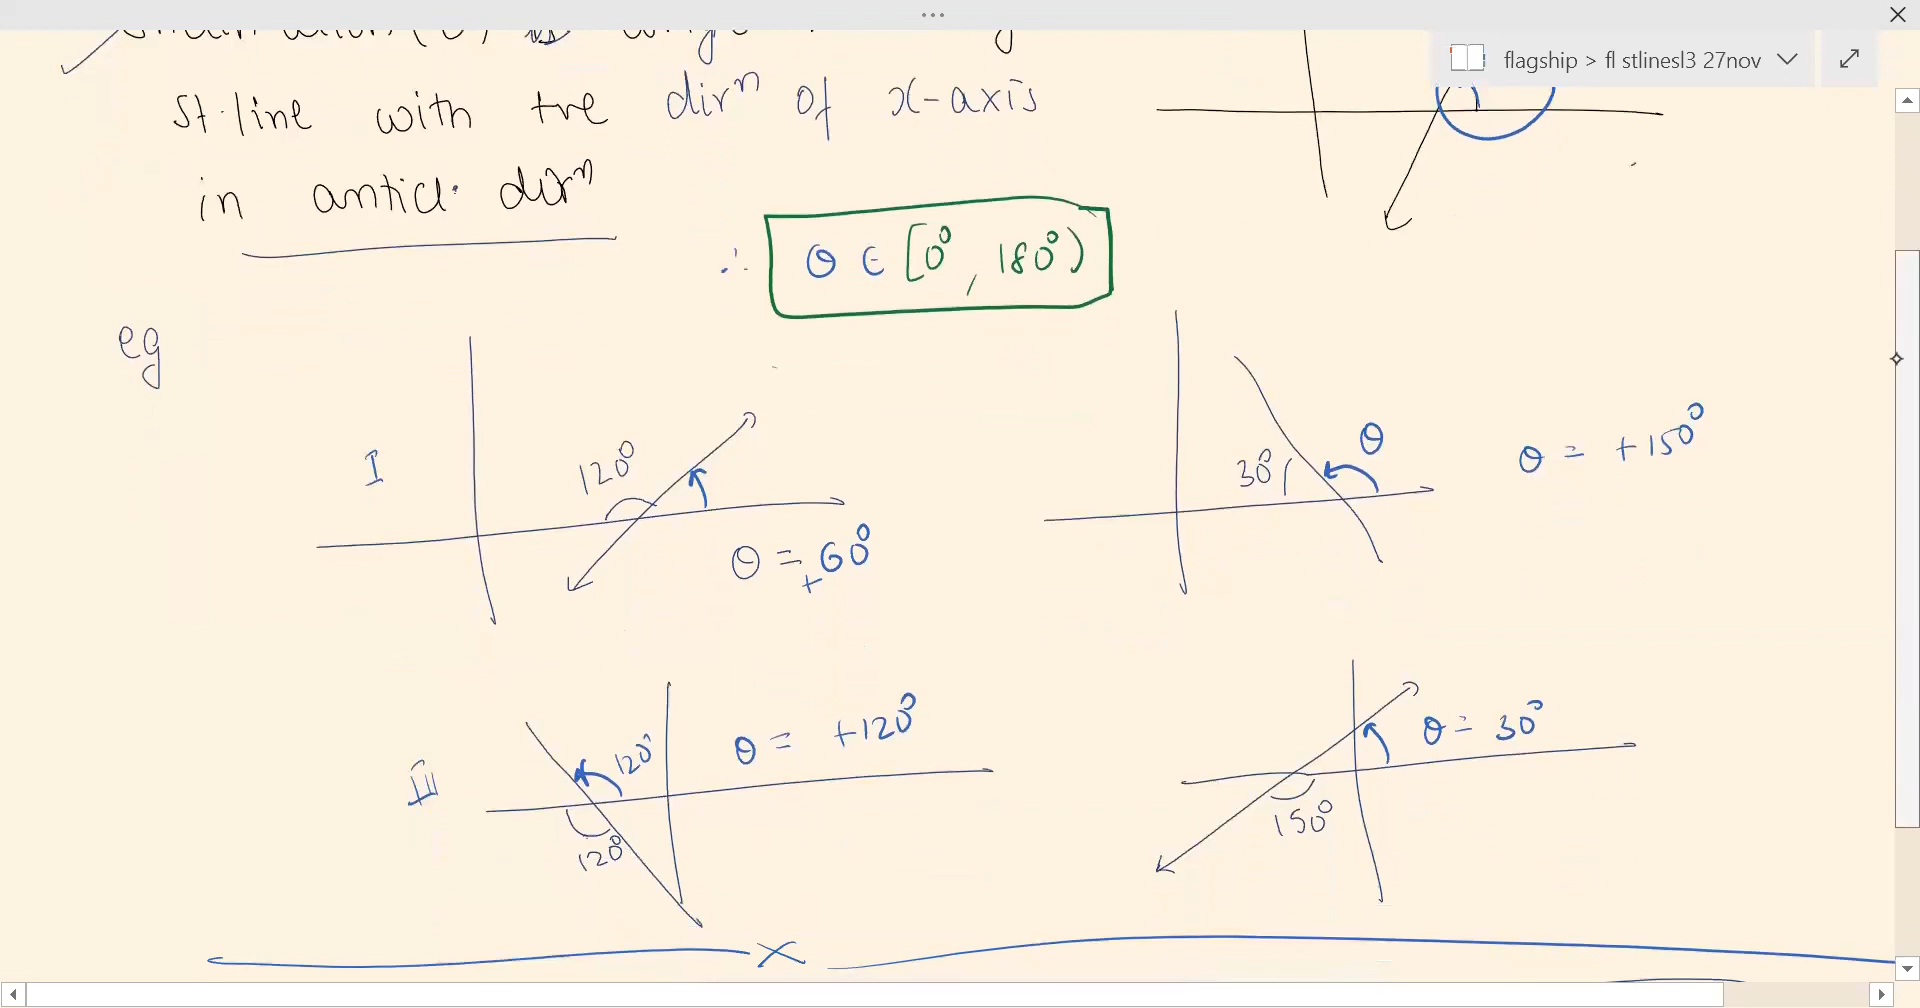 flagship > fl stlinesl3 27nov
St.line with tve dirⁿ of x-axis
in anticl. dirⁿ
∴ θ ∈ [0°, 180°)
eg
I
120°
θ = +60°
30°
θ
θ = +150°
III
120°
120°
θ = +120°
θ = 30°
150°
X